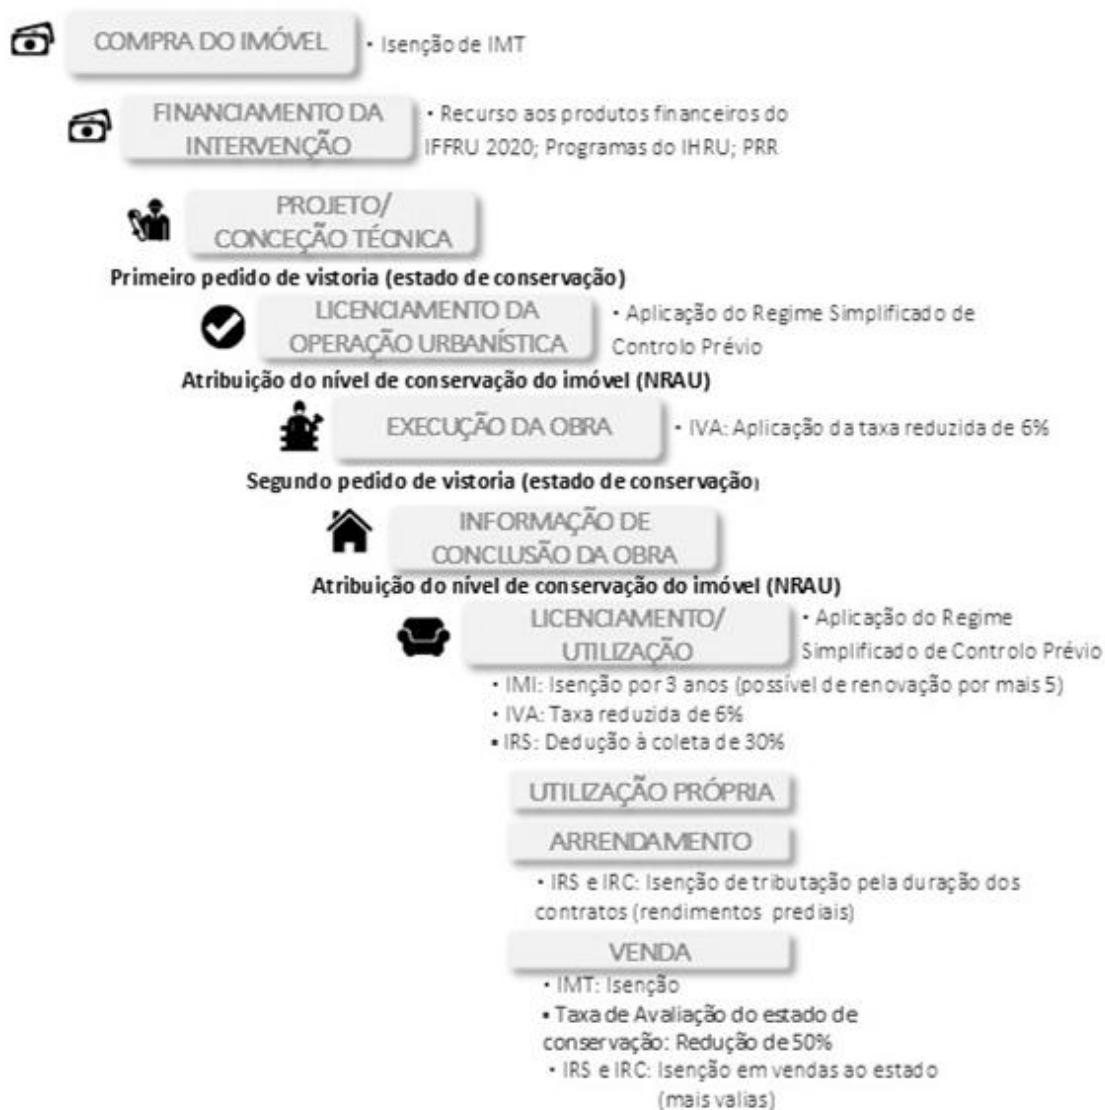 COMPRA DO IMÓVEL
• Isenção de IMT
FINANCIAMENTO DA
INTERVENÇÃO
• Recurso aos produtos financeiros do
IFFRU 2020; Programas do IHRU; PRR
PROJETO/
CONCEÇÃO TÉCNICA
Primeiro pedido de vistoria (estado de conservação)
LICENCIAMENTO DA
OPERAÇÃO URBANÍSTICA
• Aplicação do Regime Simplificado de
Controlo Prévio
Atribuição do nível de conservação do imóvel (NRAU)
EXECUÇÃO DA OBRA
• IVA: Aplicação da taxa reduzida de 6%
Segundo pedido de vistoria (estado de conservação)
INFORMAÇÃO DE
CONCLUSÃO DA OBRA
Atribuição do nível de conservação do imóvel (NRAU)
LICENCIAMENTO/
UTILIZAÇÃO
• Aplicação do Regime
Simplificado de Controlo Prévio
• IMI: Isenção por 3 anos (possível de renovação por mais 5)
• IVA: Taxa reduzida de 6%
▪ IRS: Dedução à coleta de 30%
UTILIZAÇÃO PRÓPRIA
ARRENDAMENTO
• IRS e IRC: Isenção de tributação pela duração dos
contratos (rendimentos prediais)
VENDA
• IMT: Isenção
▪ Taxa de Avaliação do estado de
conservação: Redução de 50%
• IRS e IRC: Isenção em vendas ao estado
(mais valias)